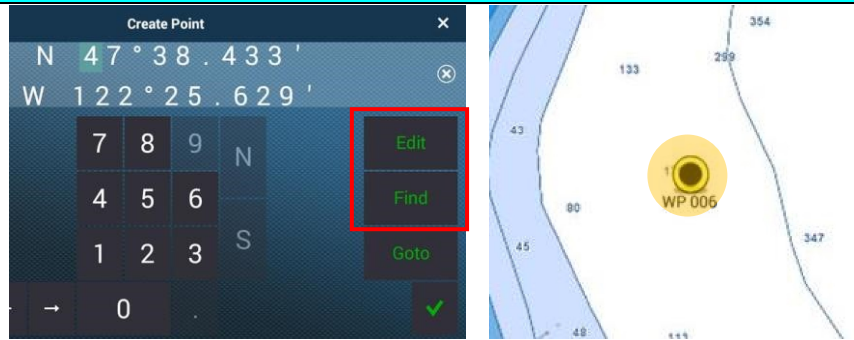 Create Point ×
N 47°38.433'
W 122°25.629'
7 8 9 N Edit
4 5 6 Find
1 2 3 S Goto
→ 0 .
354
299
133
43
WP 006
80
45
347
48
113